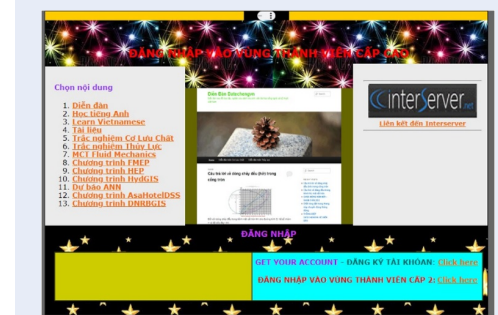 ĐĂNG NHẬP VÀO VÙNG THÀNH VIÊN CẤP CAO
Chọn nội dung
1. Diễn đàn
2. Học tiếng Anh
3. Learn Vietnamese
4. Tài liệu
5. Trắc nghiệm Cơ Lưu Chất
6. Trắc nghiệm Thủy Lực
7. MCT Fluid Mechanics
8. Chương trình FMEP
9. Chương trình HEP
10. Chương trình HydGIS
11. Dự báo ANN
12. Chương trình AsaHotelDSS
13. Chương trình DNRBGIS
InterServer.net
Liên kết đến Interserver
ĐĂNG NHẬP
GET YOUR ACCOUNT - ĐĂNG KÝ TÀI KHOẢN: Click here
ĐĂNG NHẬP VÀO VÙNG THÀNH VIÊN CẤP 2: Click here